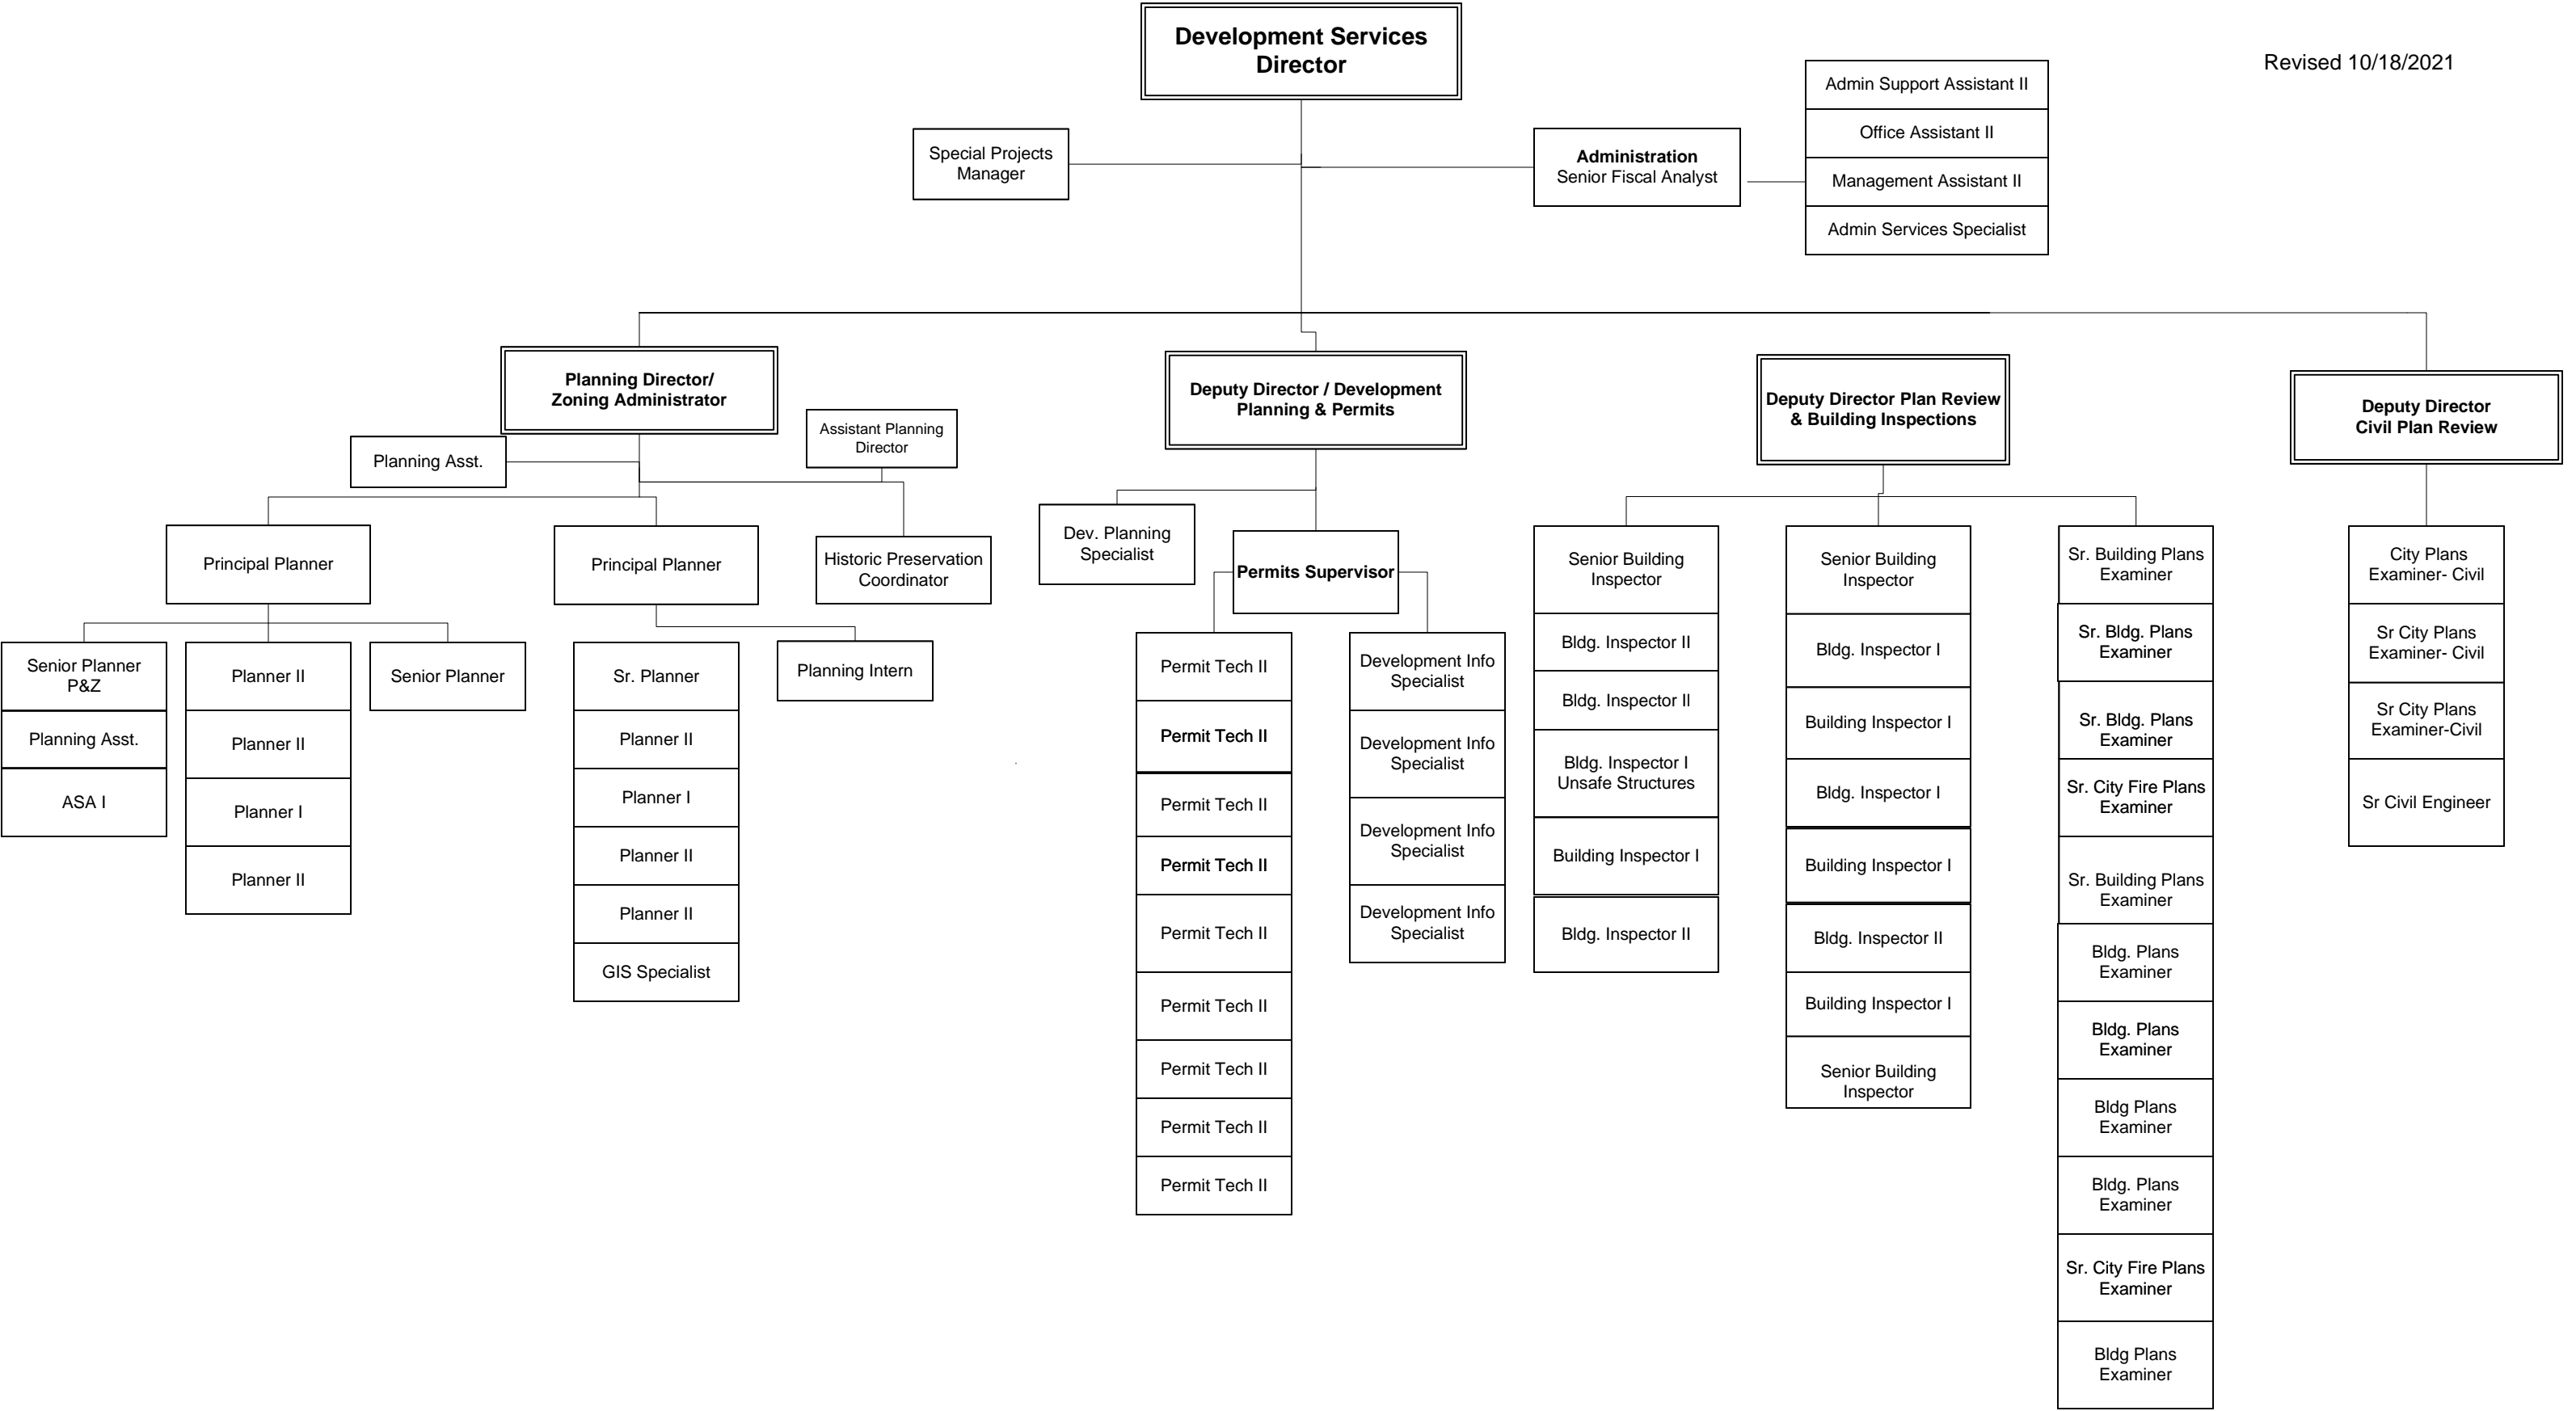 Development Services
Director
Revised 10/18/2021
Special Projects
Manager
Administration
Senior Fiscal Analyst
Admin Support Assistant II
Office Assistant II
Management Assistant II
Admin Services Specialist
Planning Director/
Zoning Administrator
Planning Asst.
Assistant Planning
Director
Principal Planner
Principal Planner
Historic Preservation
Coordinator
Senior Planner
P&Z
Planning Asst.
ASA I
Planner II
Planner II
Planner I
Planner II
Senior Planner
Sr. Planner
Planner II
Planner I
Planner II
Planner II
GIS Specialist
Planning Intern
Deputy Director / Development
Planning & Permits
Dev. Planning
Specialist
Permits Supervisor
Permit Tech II
Permit Tech II
Permit Tech II
Permit Tech II
Permit Tech II
Permit Tech II
Permit Tech II
Permit Tech II
Permit Tech II
Development Info
Specialist
Development Info
Specialist
Development Info
Specialist
Development Info
Specialist
Deputy Director Plan Review
& Building Inspections
Senior Building
Inspector
Bldg. Inspector II
Bldg. Inspector II
Bldg. Inspector I
Unsafe Structures
Building Inspector I
Bldg. Inspector II
Senior Building
Inspector
Bldg. Inspector I
Building Inspector I
Bldg. Inspector I
Building Inspector I
Bldg. Inspector II
Building Inspector I
Senior Building
Inspector
Sr. Building Plans
Examiner
Sr. Bldg. Plans
Examiner
Sr. Bldg. Plans
Examiner
Sr. City Fire Plans
Examiner
Sr. Building Plans
Examiner
Bldg. Plans
Examiner
Bldg. Plans
Examiner
Bldg Plans
Examiner
Bldg. Plans
Examiner
Sr. City Fire Plans
Examiner
Bldg Plans
Examiner
Deputy Director
Civil Plan Review
City Plans
Examiner- Civil
Sr City Plans
Examiner- Civil
Sr City Plans
Examiner-Civil
Sr Civil Engineer